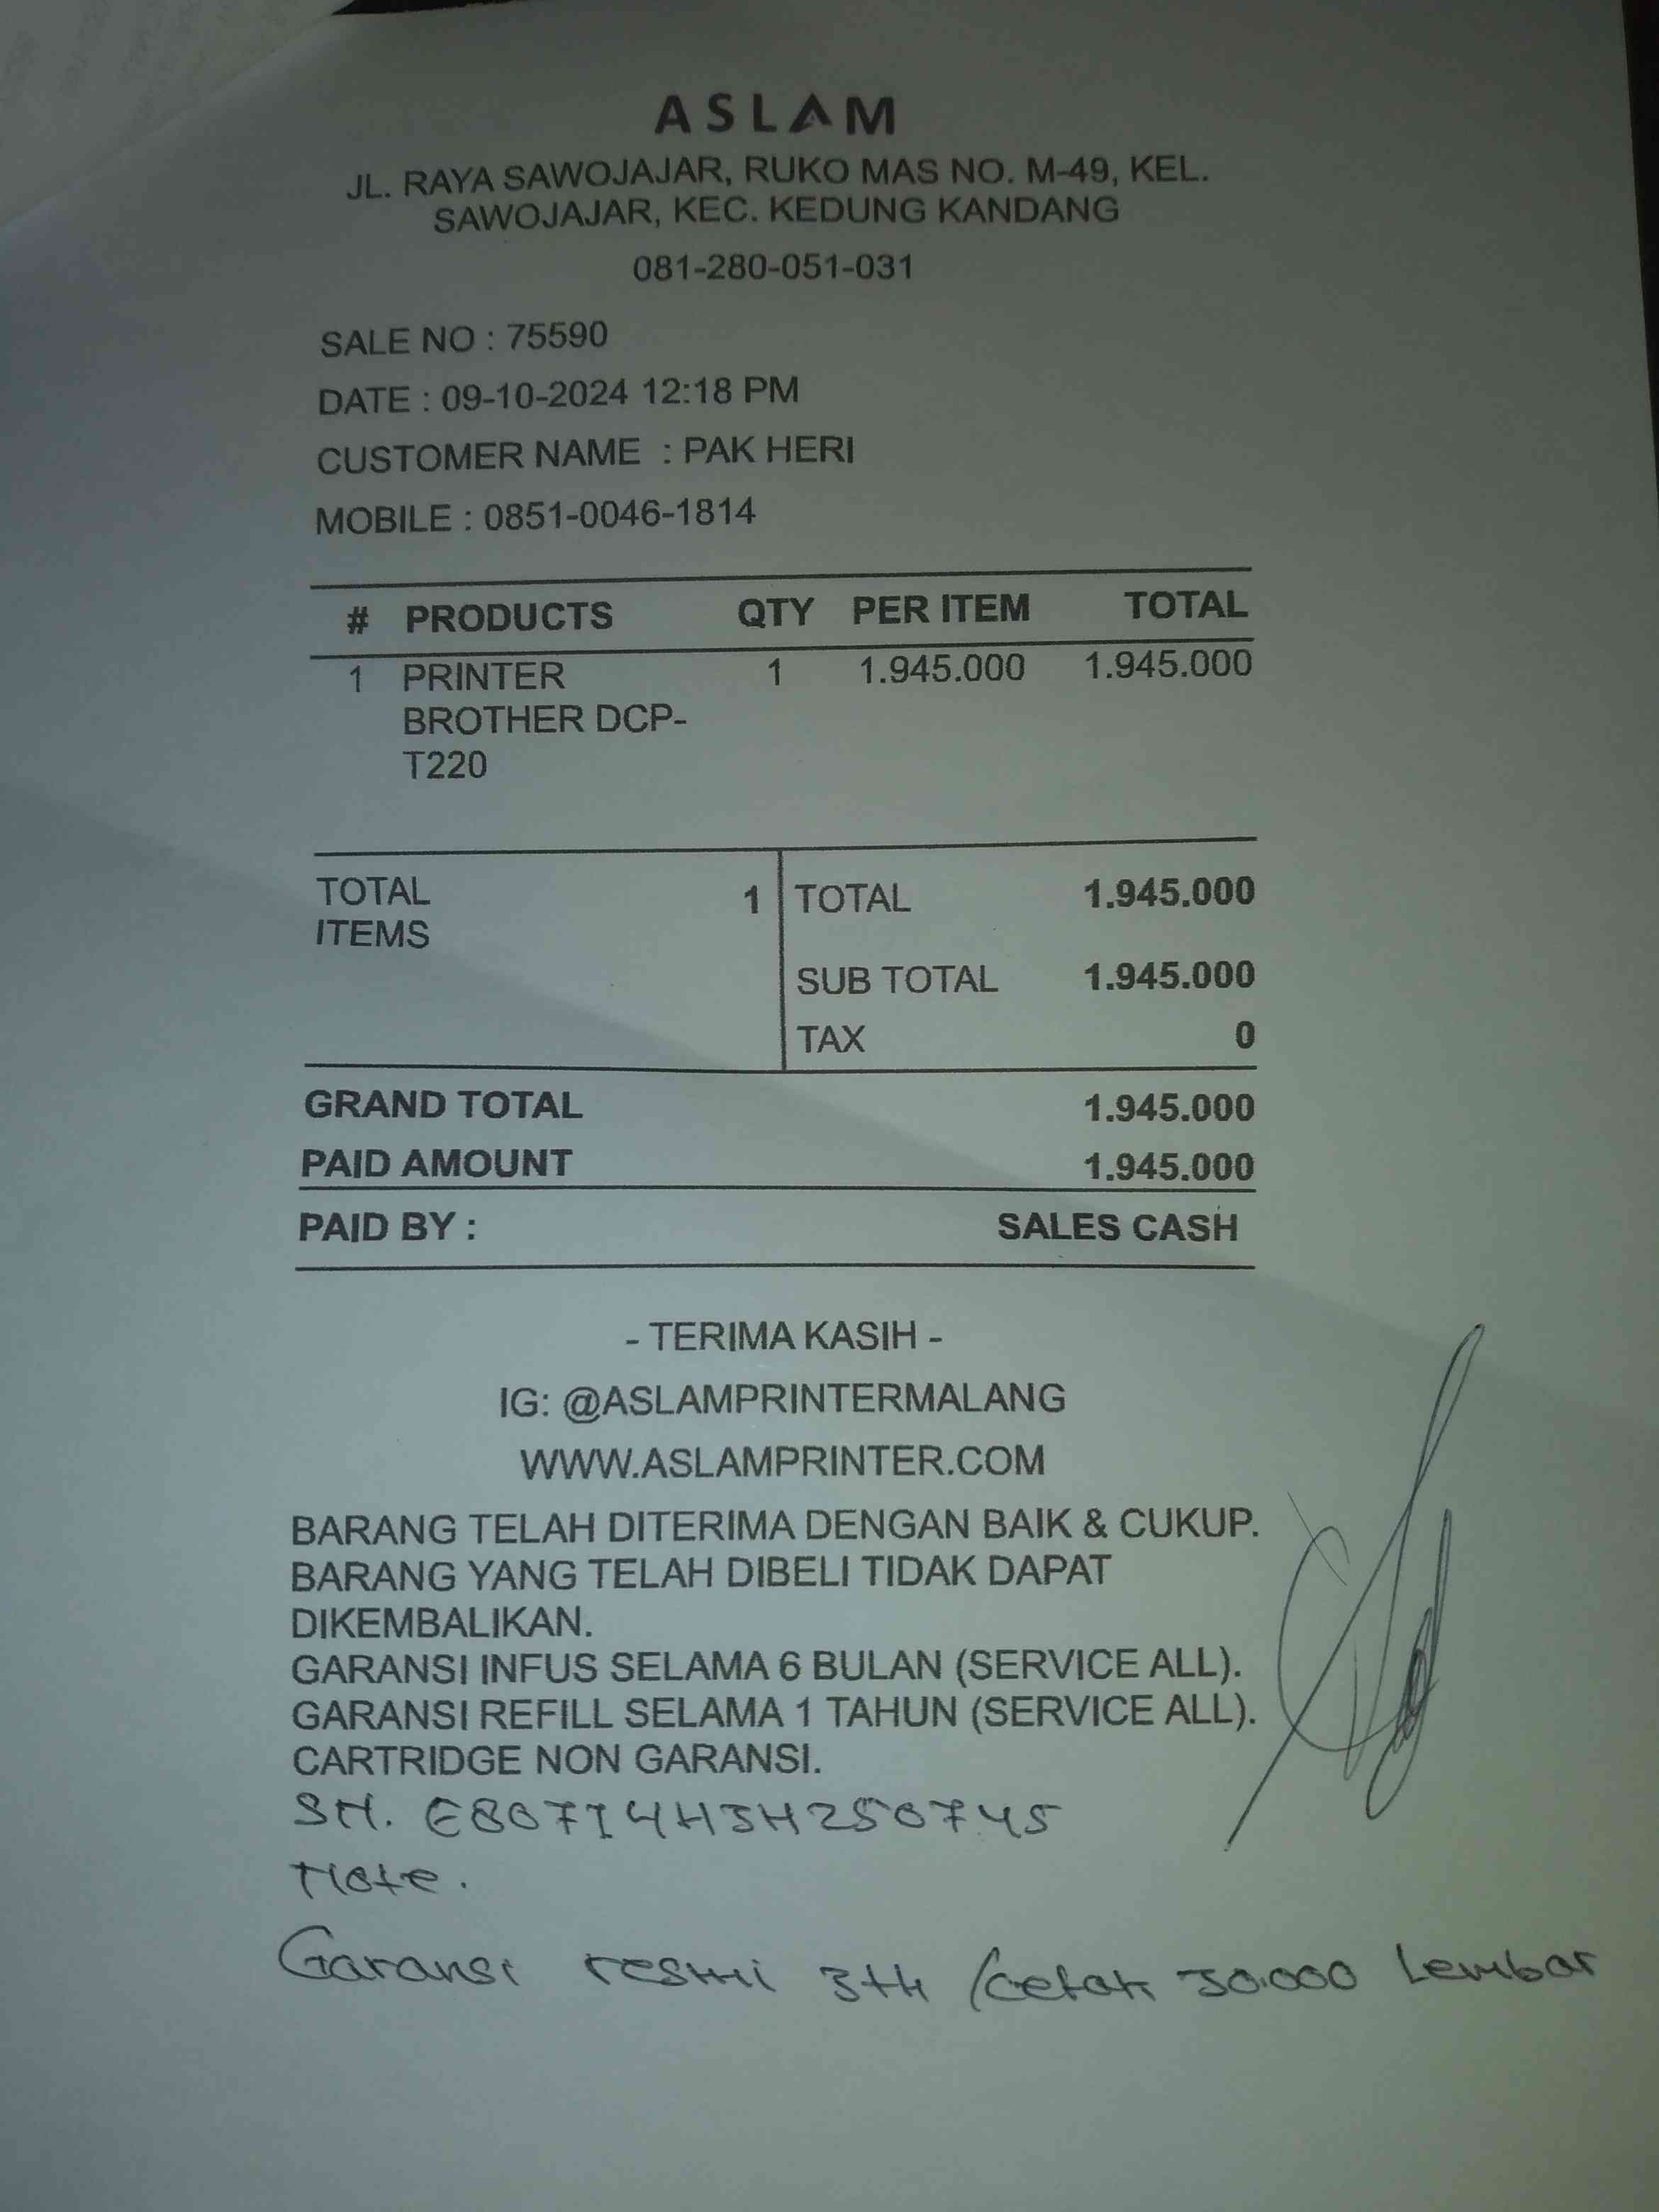 ASLAM
JL. RAYA SAWOJAJAR, RUKO MAS NO. M-49, KEL.
SAWOJAJAR, KEC. KEDUNG KANDANG
081-280-051-031
SALE NO : 75590
DATE : 09-10-2024 12:18 PM
CUSTOMER NAME : PAK HERI
MOBILE : 0851-0046-1814
# PRODUCTS QTY PER ITEM TOTAL
1 PRINTER 1 1.945.000 1.945.000
BROTHER DCP-
T220
TOTAL 1 TOTAL 1.945.000
ITEMS
SUB TOTAL 1.945.000
TAX 0
GRAND TOTAL 1.945.000
PAID AMOUNT 1.945.000
PAID BY : SALES CASH
- TERIMA KASIH -
IG: @ASLAMPRINTERMALANG
WWW.ASLAMPRINTER.COM
BARANG TELAH DITERIMA DENGAN BAIK & CUKUP.
BARANG YANG TELAH DIBELI TIDAK DAPAT
DIKEMBALIKAN.
GARANSI INFUS SELAMA 6 BULAN (SERVICE ALL).
GARANSI REFILL SELAMA 1 TAHUN (SERVICE ALL).
CARTRIDGE NON GARANSI.
SN.
Note.
Garansi resmi 3th /cetak 30.000 Lembar